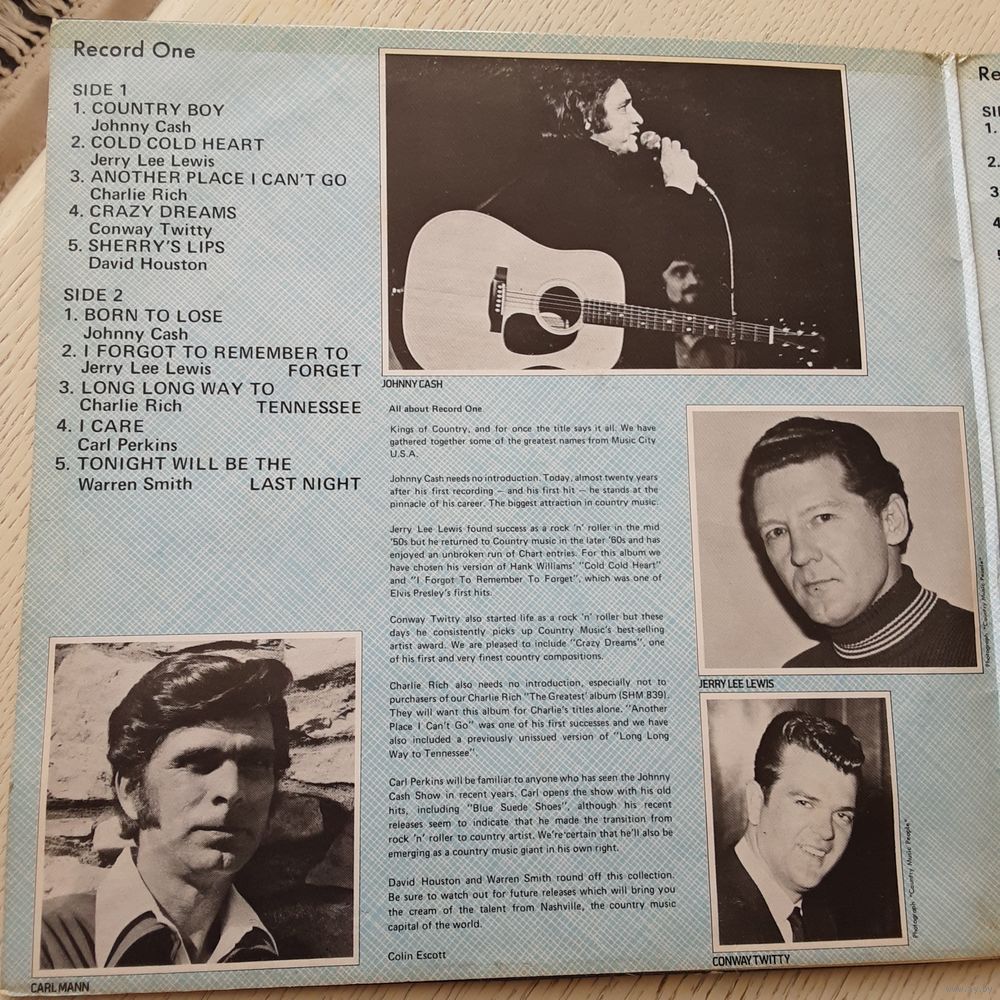 Record One
SIDE 1
1. COUNTRY BOY
Johnny Cash
2. COLD COLD HEART
Jerry Lee Lewis
3. ANOTHER PLACE I CAN'T GO
Charlie Rich
4. CRAZY DREAMS
Conway Twitty
5. SHERRY'S LIPS
David Houston
SIDE 2
1. BORN TO LOSE
Johnny Cash
2. I FORGOT TO REMEMBER TO
Jerry Lee Lewis FORGET
3. LONG LONG WAY TO
Charlie Rich TENNESSEE
4. I CARE
Carl Perkins
5. TONIGHT WILL BE THE
Warren Smith LAST NIGHT
JOHNNY CASH
All about Record One
Kings of Country, and for once the title says it all. We have
gathered together some of the greatest names from Music City
U.S.A.
Johnny Cash needs no introduction. Today, almost twenty years
after his first recording – and his first hit – he stands at the
pinnacle of his career. The biggest attraction in country music.
Jerry Lee Lewis found success as a rock 'n' roller in the mid
'50s but he returned to Country music in the later '60s and has
enjoyed an unbroken run of Chart entries. For this album we
have chosen his version of Hank Williams' "Cold Cold Heart"
and "I Forgot To Remember To Forget", which was one of
Elvis Presley's first hits.
Conway Twitty also started life as a rock 'n' roller but these
days he consistently picks up Country Music's best-selling
artist award. We are pleased to include "Crazy Dreams", one
of his first and very finest country compositions.
Charlie Rich also needs no introduction, especially not to
purchasers of our Charlie Rich "The Greatest' album (SHM 839).
They will want this album for Charlie's titles alone. "Another
Place I Can't Go" was one of his first successes and we have
also included a previously unissued version of "Long Long
Way to Tennessee".
Carl Perkins will be familiar to anyone who has seen the Johnny
Cash Show in recent years. Carl opens the show with his old
hits, including "Blue Suede Shoes", although his recent
releases seem to indicate that he made the transition from
rock 'n' roller to country artist. We're certain that he'll also be
emerging as a country music giant in his own right.
David Houston and Warren Smith round off this collection.
Be sure to watch out for future releases which will bring you
the cream of the talent from Nashville, the country music
capital of the world.
Colin Escott
JERRY LEE LEWIS
Photograph "Country Music People"
CONWAY TWITTY
Photograph "Country Music People"
CARL MANN
Re
SI
1.
2.
3
4